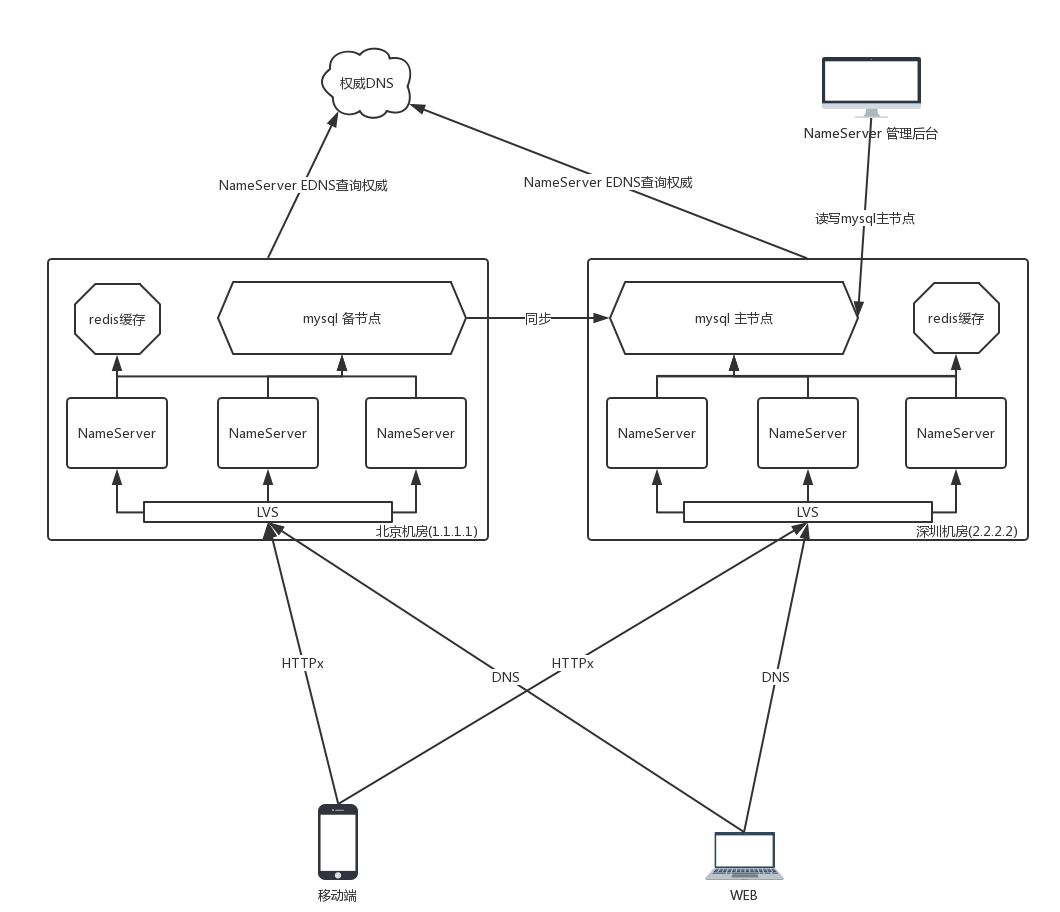 权威DNS
NameServer 管理后台
NameServer EDNS查询权威
NameServer EDNS查询权威
读写mysql主节点
redis缓存
mysql 备节点
同步
mysql 主节点
redis缓存
NameServer
NameServer
NameServer
NameServer
NameServer
NameServer
LVS
LVS
北京机房(1.1.1.1)
深圳机房(2.2.2.2)
HTTPx
HTTPx
DNS
DNS
移动端
WEB